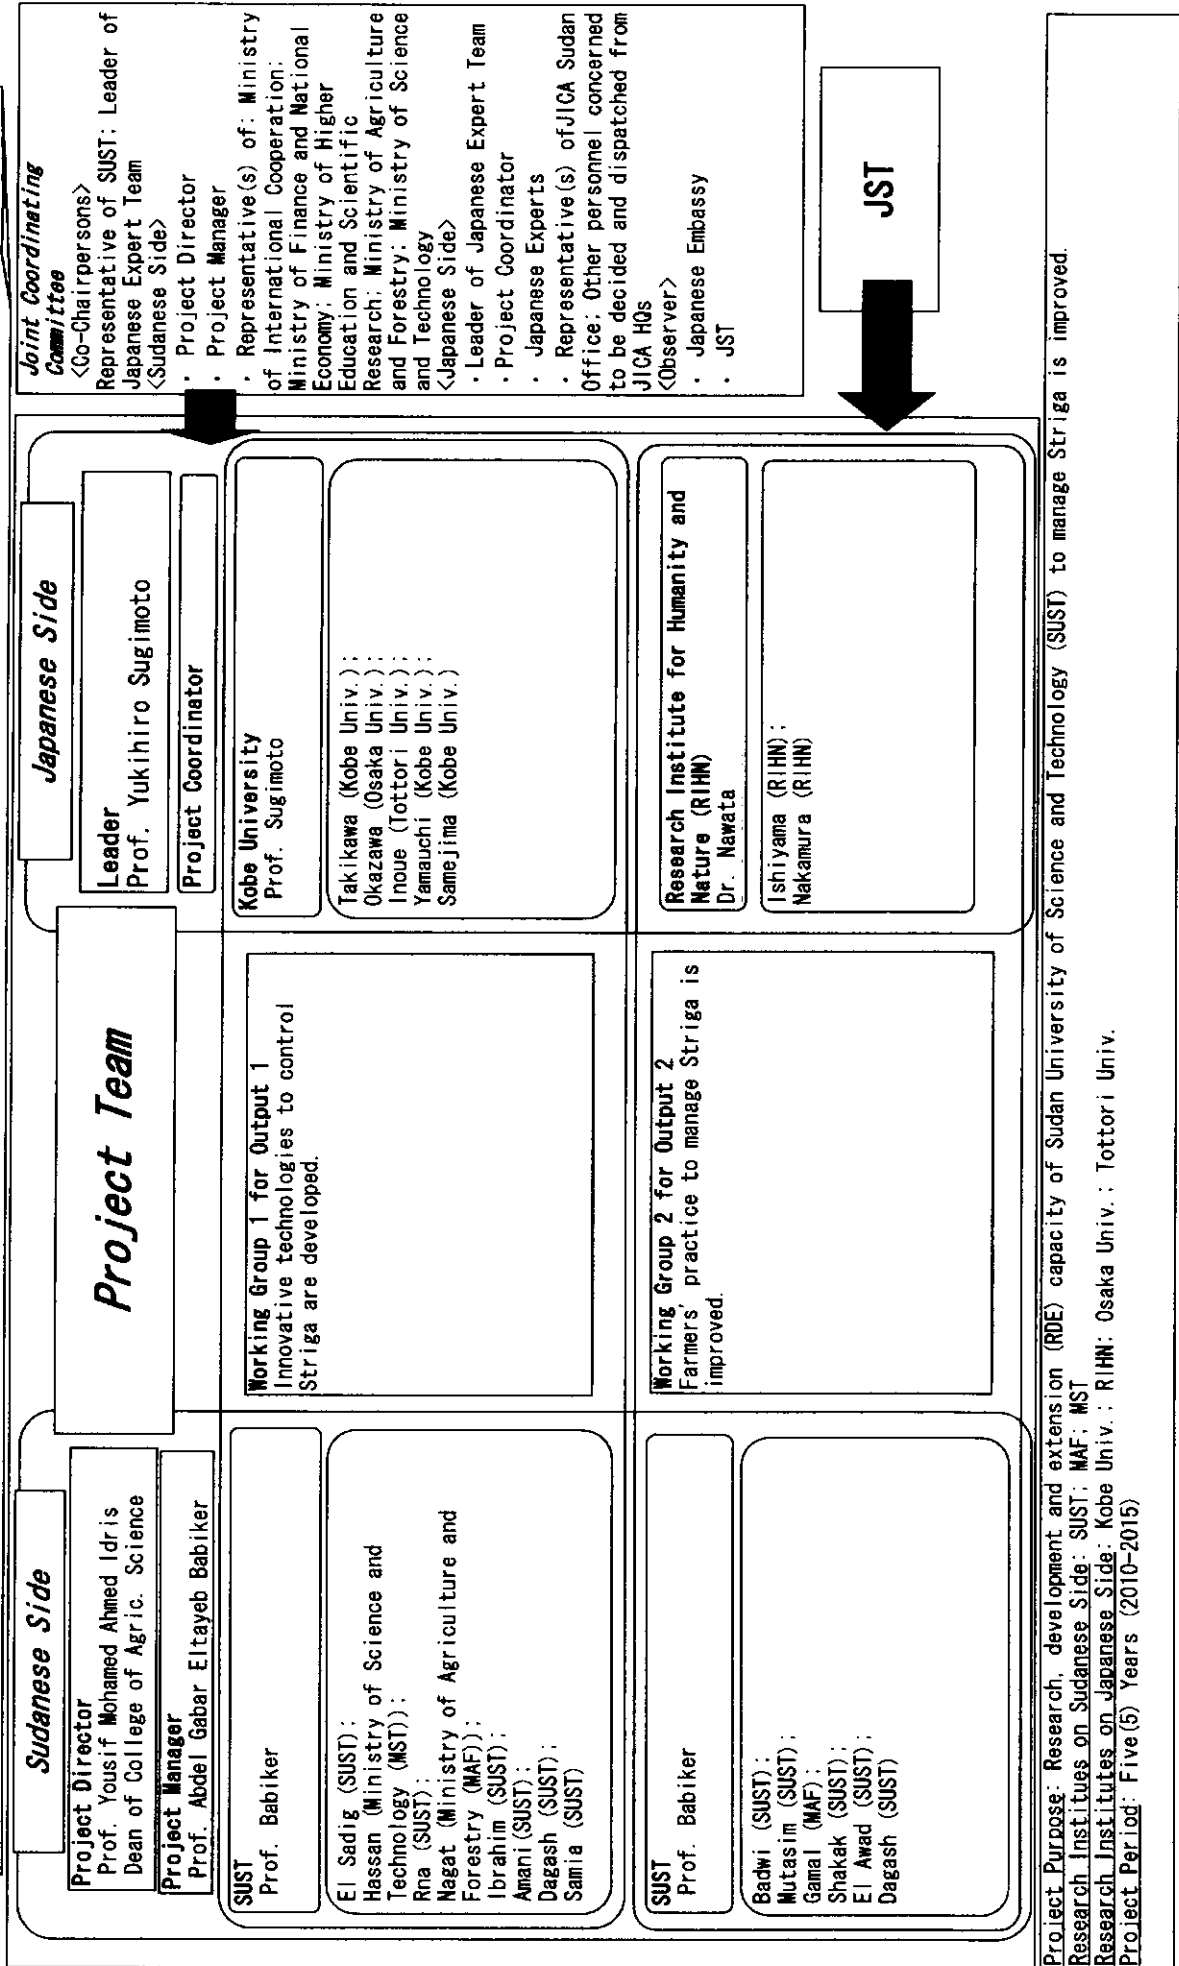 Project Team
Sudanese Side
Project Director
Prof. Yousif Mohamed Ahmed Idris
Dean of College of Agric. Science
Project Manager
Prof. Abdel Gabar Eltayeb Babiker
SUST
Prof. Babiker
El Sadig (SUST);
Hassan (Ministry of Science and
Technology (MST));
Rna (SUST);
Nagat (Ministry of Agriculture and
Forestry (MAF));
Ibrahim (SUST);
Amani(SUST);
Dagash (SUST);
Samia (SUST)
SUST
Prof. Babiker
Badwi (SUST);
Mutasim (SUST);
Gamal (MAF);
Shakak (SUST);
El Awad (SUST);
Dagash (SUST)
Working Group 1 for Output 1
Innovative technologies to control
Striga are developed.
Working Group 2 for Output 2
Farmers' practice to manage Striga is
improved.
Japanese Side
Leader
Prof. Yukihiro Sugimoto
Project Coordinator
Kobe University
Prof. Sugimoto
Takikawa (Kobe Univ.);
Okazawa (Osaka Univ.);
Inoue (Tottori Univ.);
Yamauchi (Kobe Univ.);
Samejima (Kobe Univ.)
Research Institute for Humanity and
Nature (RIHN)
Dr. Nawata
Ishiyama (RIHN);
Nakamura (RIHN)
Joint Coordinating
Committee
<Co-Chairpersons>
Representative of SUST; Leader of
Japanese Expert Team
<Sudanese Side>
・ Project Director
・ Project Manager
・ Representative(s) of: Ministry
of International Cooperation;
Ministry of Finance and National
Economy; Ministry of Higher
Education and Scientific
Research; Ministry of Agriculture
and Forestry; Ministry of Science
and Technology
<Japanese Side>
・ Leader of Japanese Expert Team
・ Project Coordinator
・ Japanese Experts
・ Representative(s) ofJICA Sudan
Office; Other personnel concerned
to be decided and dispatched from
JICA HQs
<Observer>
・ Japanese Embassy
・ JST
JST
Project Purpose: Research, development and extension (RDE) capacity of Sudan University of Science and Technology (SUST) to manage Striga is improved.
Research Institues on Sudanese Side: SUST; MAF; MST
Research Institutes on Japanese Side: Kobe Univ.; RIHN; Osaka Univ.; Tottori Univ.
Project Period: Five(5) Years (2010-2015)